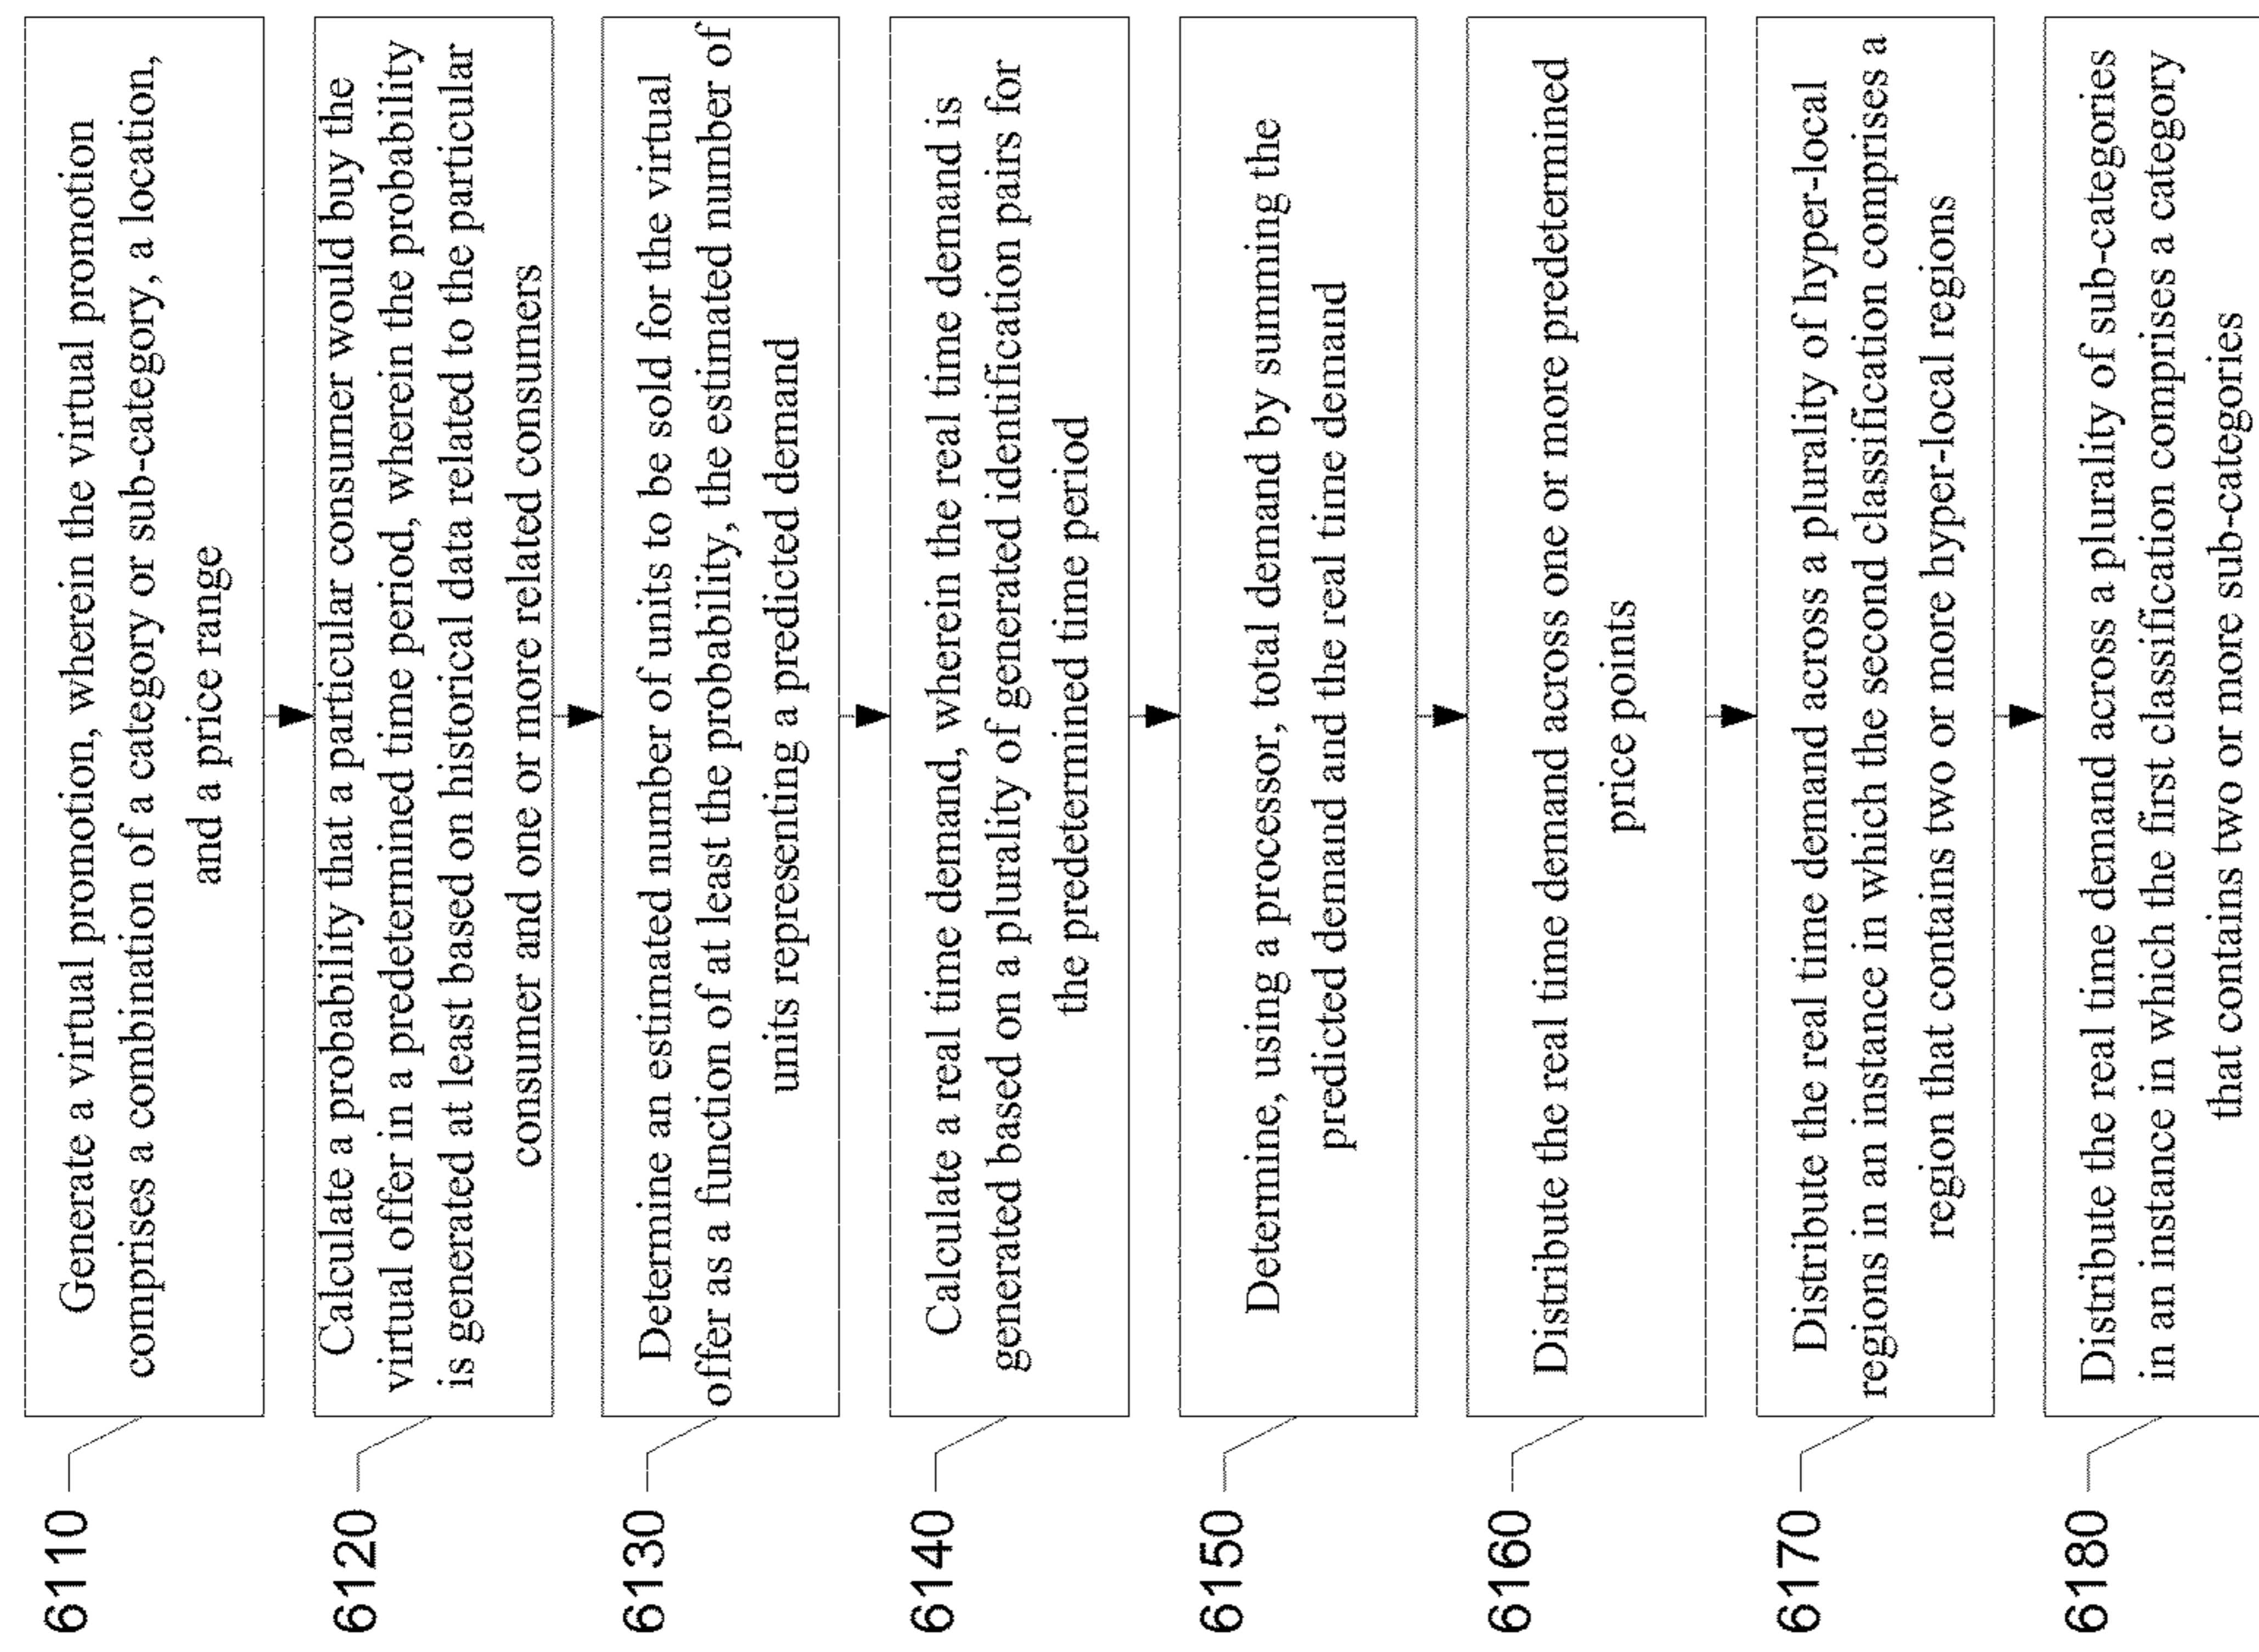 6110
Generate a virtual promotion, wherein the virtual promotion
comprises a combination of a category or sub-category, a location,
and a price range
6120
Calculate a probability that a particular consumer would buy the
virtual offer in a predetermined time period, wherein the probability
is generated at least based on historical data related to the particular
consumer and one or more related consumers
6130
Determine an estimated number of units to be sold for the virtual
offer as a function of at least the probability, the estimated number of
units representing a predicted demand
6140
Calculate a real time demand, wherein the real time demand is
generated based on a plurality of generated identification pairs for
the predetermined time period
6150
Determine, using a processor, total demand by summing the
predicted demand and the real time demand
6160
Distribute the real time demand across one or more predetermined
price points
6170
Distribute the real time demand across a plurality of hyper-local
regions in an instance in which the second classification comprises a
region that contains two or more hyper-local regions
6180
Distribute the real time demand across a plurality of sub-categories
in an instance in which the first classification comprises a category
that contains two or more sub-categories